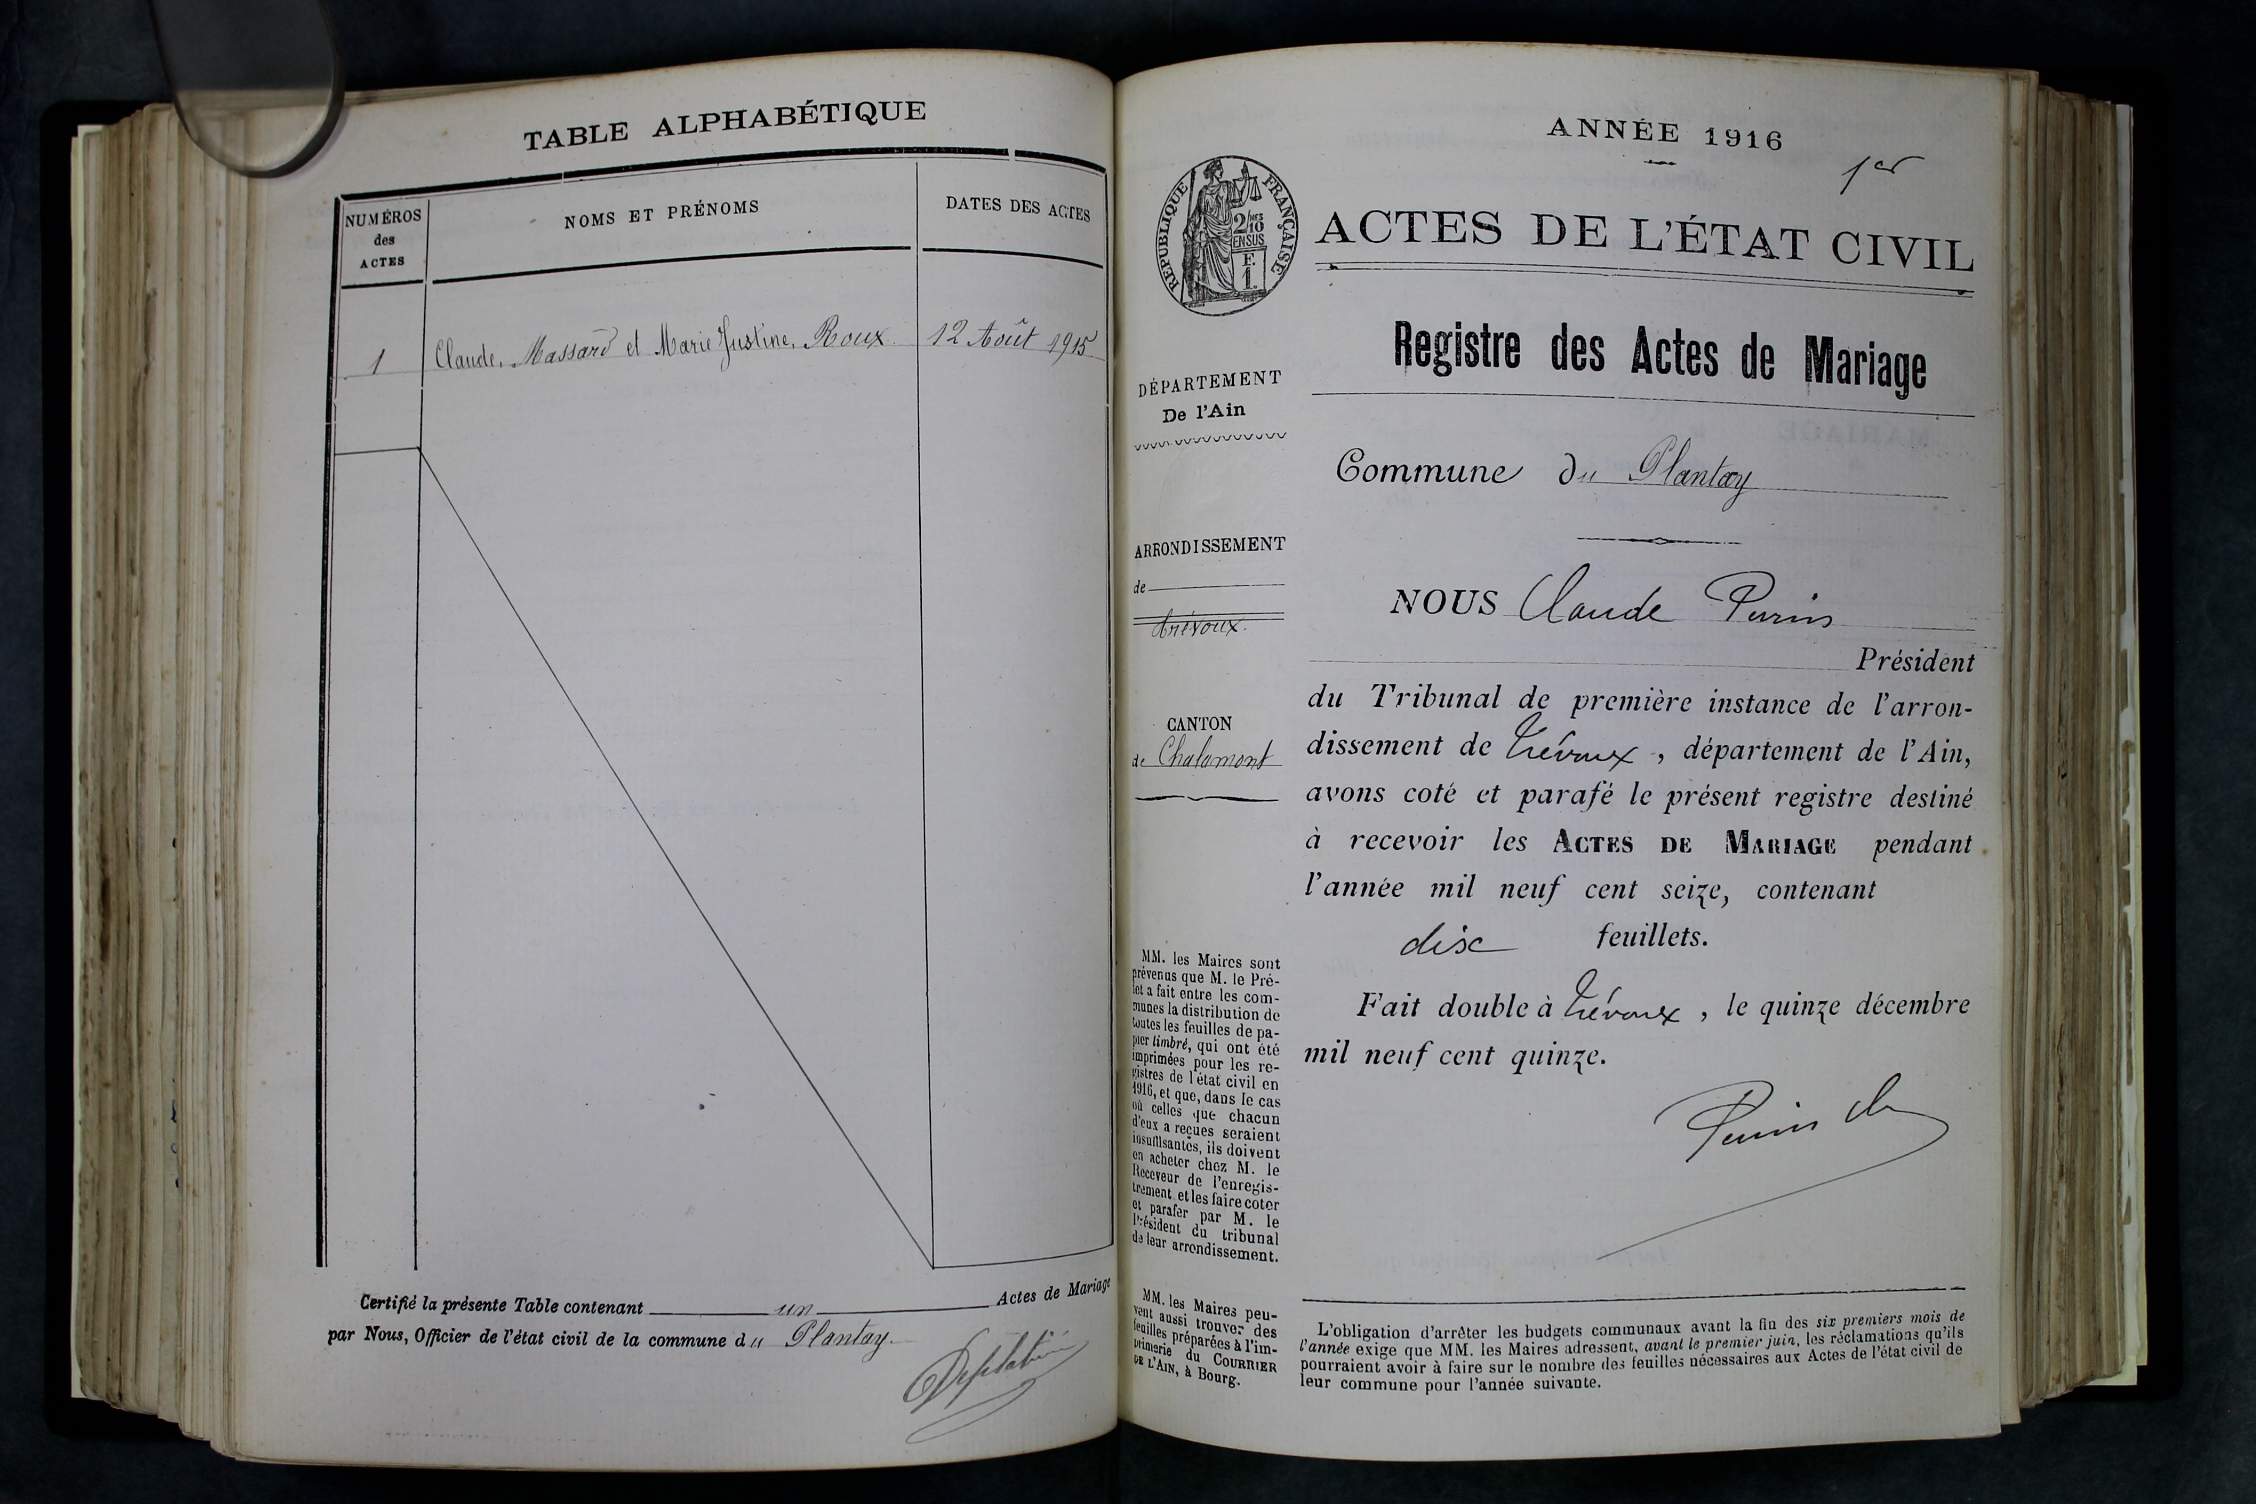 TABLE ALPHABÉTIQUE
NUMÉROS
des
ACTES
NOMS ET PRÉNOMS
DATES DES ACTES
1 Claude, Massard et Marie Justine, Roux 12 Août 1915
Certifié la présente Table contenant un Actes de Mariage
par Nous, Officier de l'état civil de la commune du Plantay.
ANNÉE 1916
1er
RÉPUBLIQUE FRANÇAISE
2/10
EN SUS
F.
1.
ACTES DE L'ÉTAT CIVIL
Registre des Actes de Mariage
DÉPARTEMENT
De l'Ain
ARRONDISSEMENT
de
Trévoux.
CANTON
de Chalamont
MM. les Maires sont
prévenus que M. le Pré-
fet a fait entre les com-
munes la distribution de
toutes les feuilles de pa-
pier timbré, qui ont été
imprimées pour les re-
gistres de l'état civil en
1916, et que, dans le cas
où celles que chacun
d'eux a reçues seraient
insuffisantes, ils doivent
en acheter chez M. le
Receveur de l'enregis-
trement et les faire coter
et parafer par M. le
Président du tribunal
de leur arrondissement.
MM. les Maires peu-
vent aussi trouver des
feuilles préparées à l'im-
primerie du COURRIER
DE L'AIN, à Bourg.
Commune du Plantay
NOUS Claude Perrin
Président
du Tribunal de première instance de l'arron-
dissement de Trévoux, département de l'Ain,
avons coté et parafé le présent registre destiné
à recevoir les ACTES DE MARIAGE pendant
l'année mil neuf cent seize, contenant
dix feuillets.
Fait double à Trévoux, le quinze décembre
mil neuf cent quinze.
Perrin
L'obligation d'arrêter les budgets communaux avant la fin des six premiers mois de
l'année exige que MM. les Maires adressent, avant le premier juin, les réclamations qu'ils
pourraient avoir à faire sur le nombre des feuilles nécessaires aux Actes de l'état civil de
leur commune pour l'année suivante.